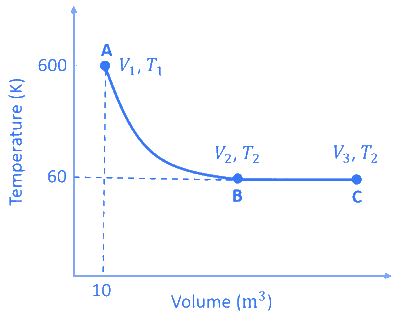 A
600
V₁, T₁
Temperature (K)
V₂, T₂
V₃, T₂
60
B
C
10
Volume (m³)